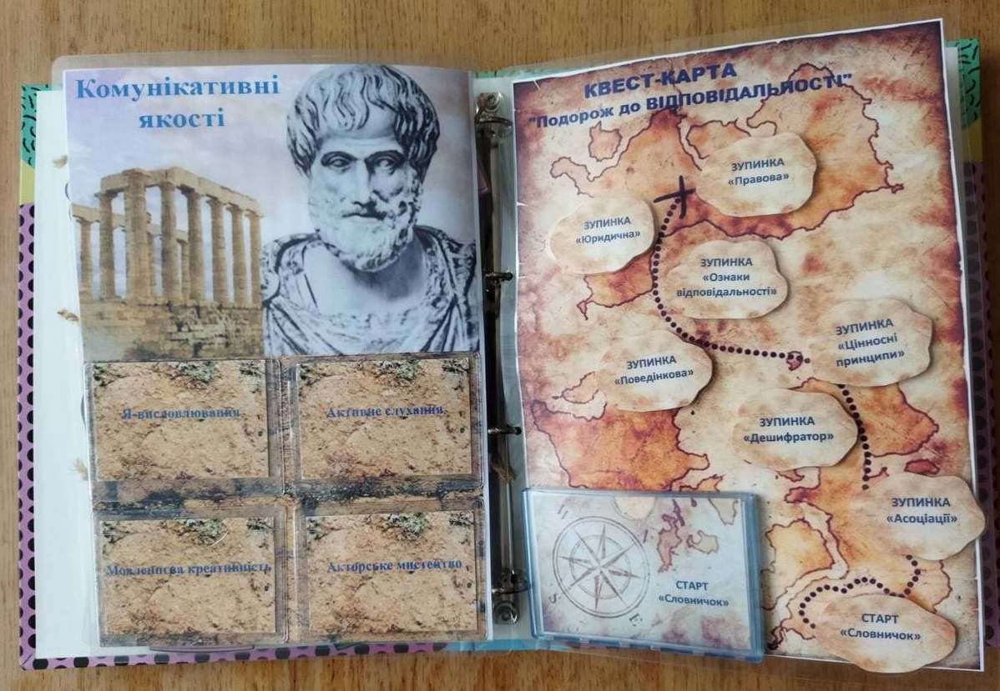 Комунікативні
якості
Я-висловлювання
Активне слухання
Мовленнєва креативність
Акторське мистецтво
КВЕСТ-КАРТА
"Подорож до ВІДПОВІДАЛЬНОСТІ"
ЗУПИНКА
«Правова»
ЗУПИНКА
«Юридична»
ЗУПИНКА
«Ознаки
відповідальності»
ЗУПИНКА
«Цінносні
принципи»
ЗУПИНКА
«Поведінкова»
ЗУПИНКА
«Дешифратор»
ЗУПИНКА
«Асоціації»
СТАРТ
«Словничок»
S
E
СТАРТ
«Словничок»